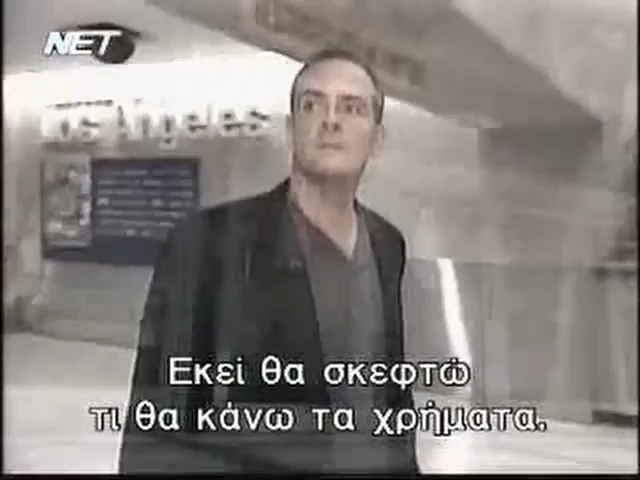 NET
Los Angeles
Εκεί θα σκεφτώ
τι θα κάνω τα χρήματα.